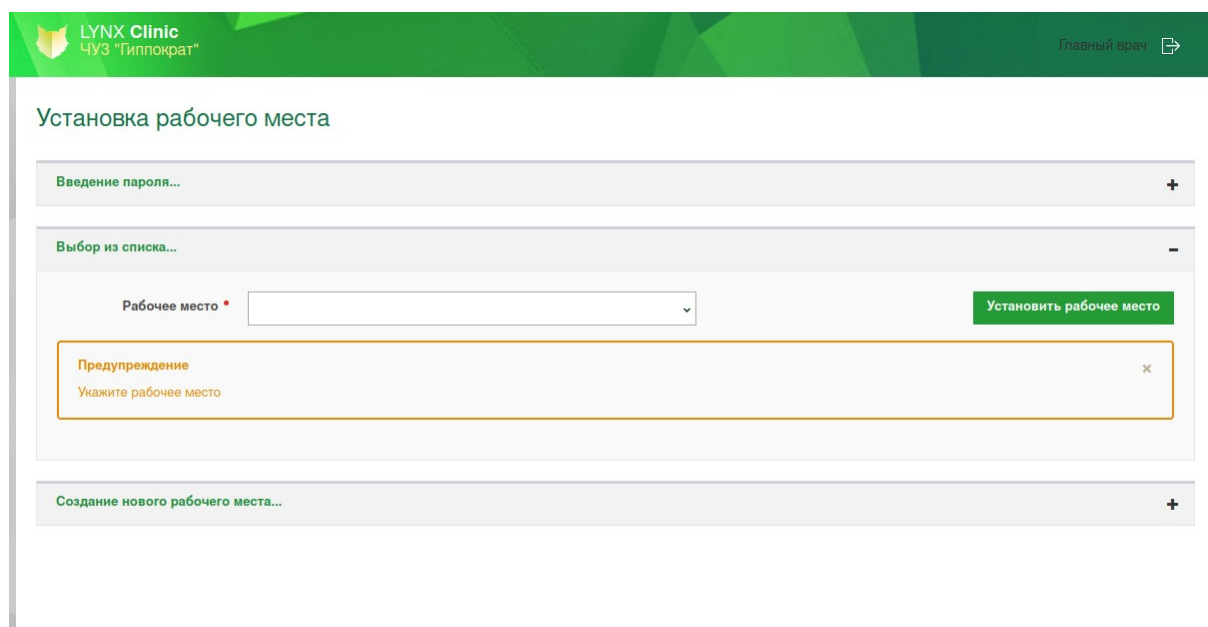 LYNX Clinic
ЧУЗ "Гиппократ"
Главный врач
Установка рабочего места
Введение пароля...
Выбор из списка...
Рабочее место •
Установить рабочее место
Предупреждение
Укажите рабочее место
Создание нового рабочего места...